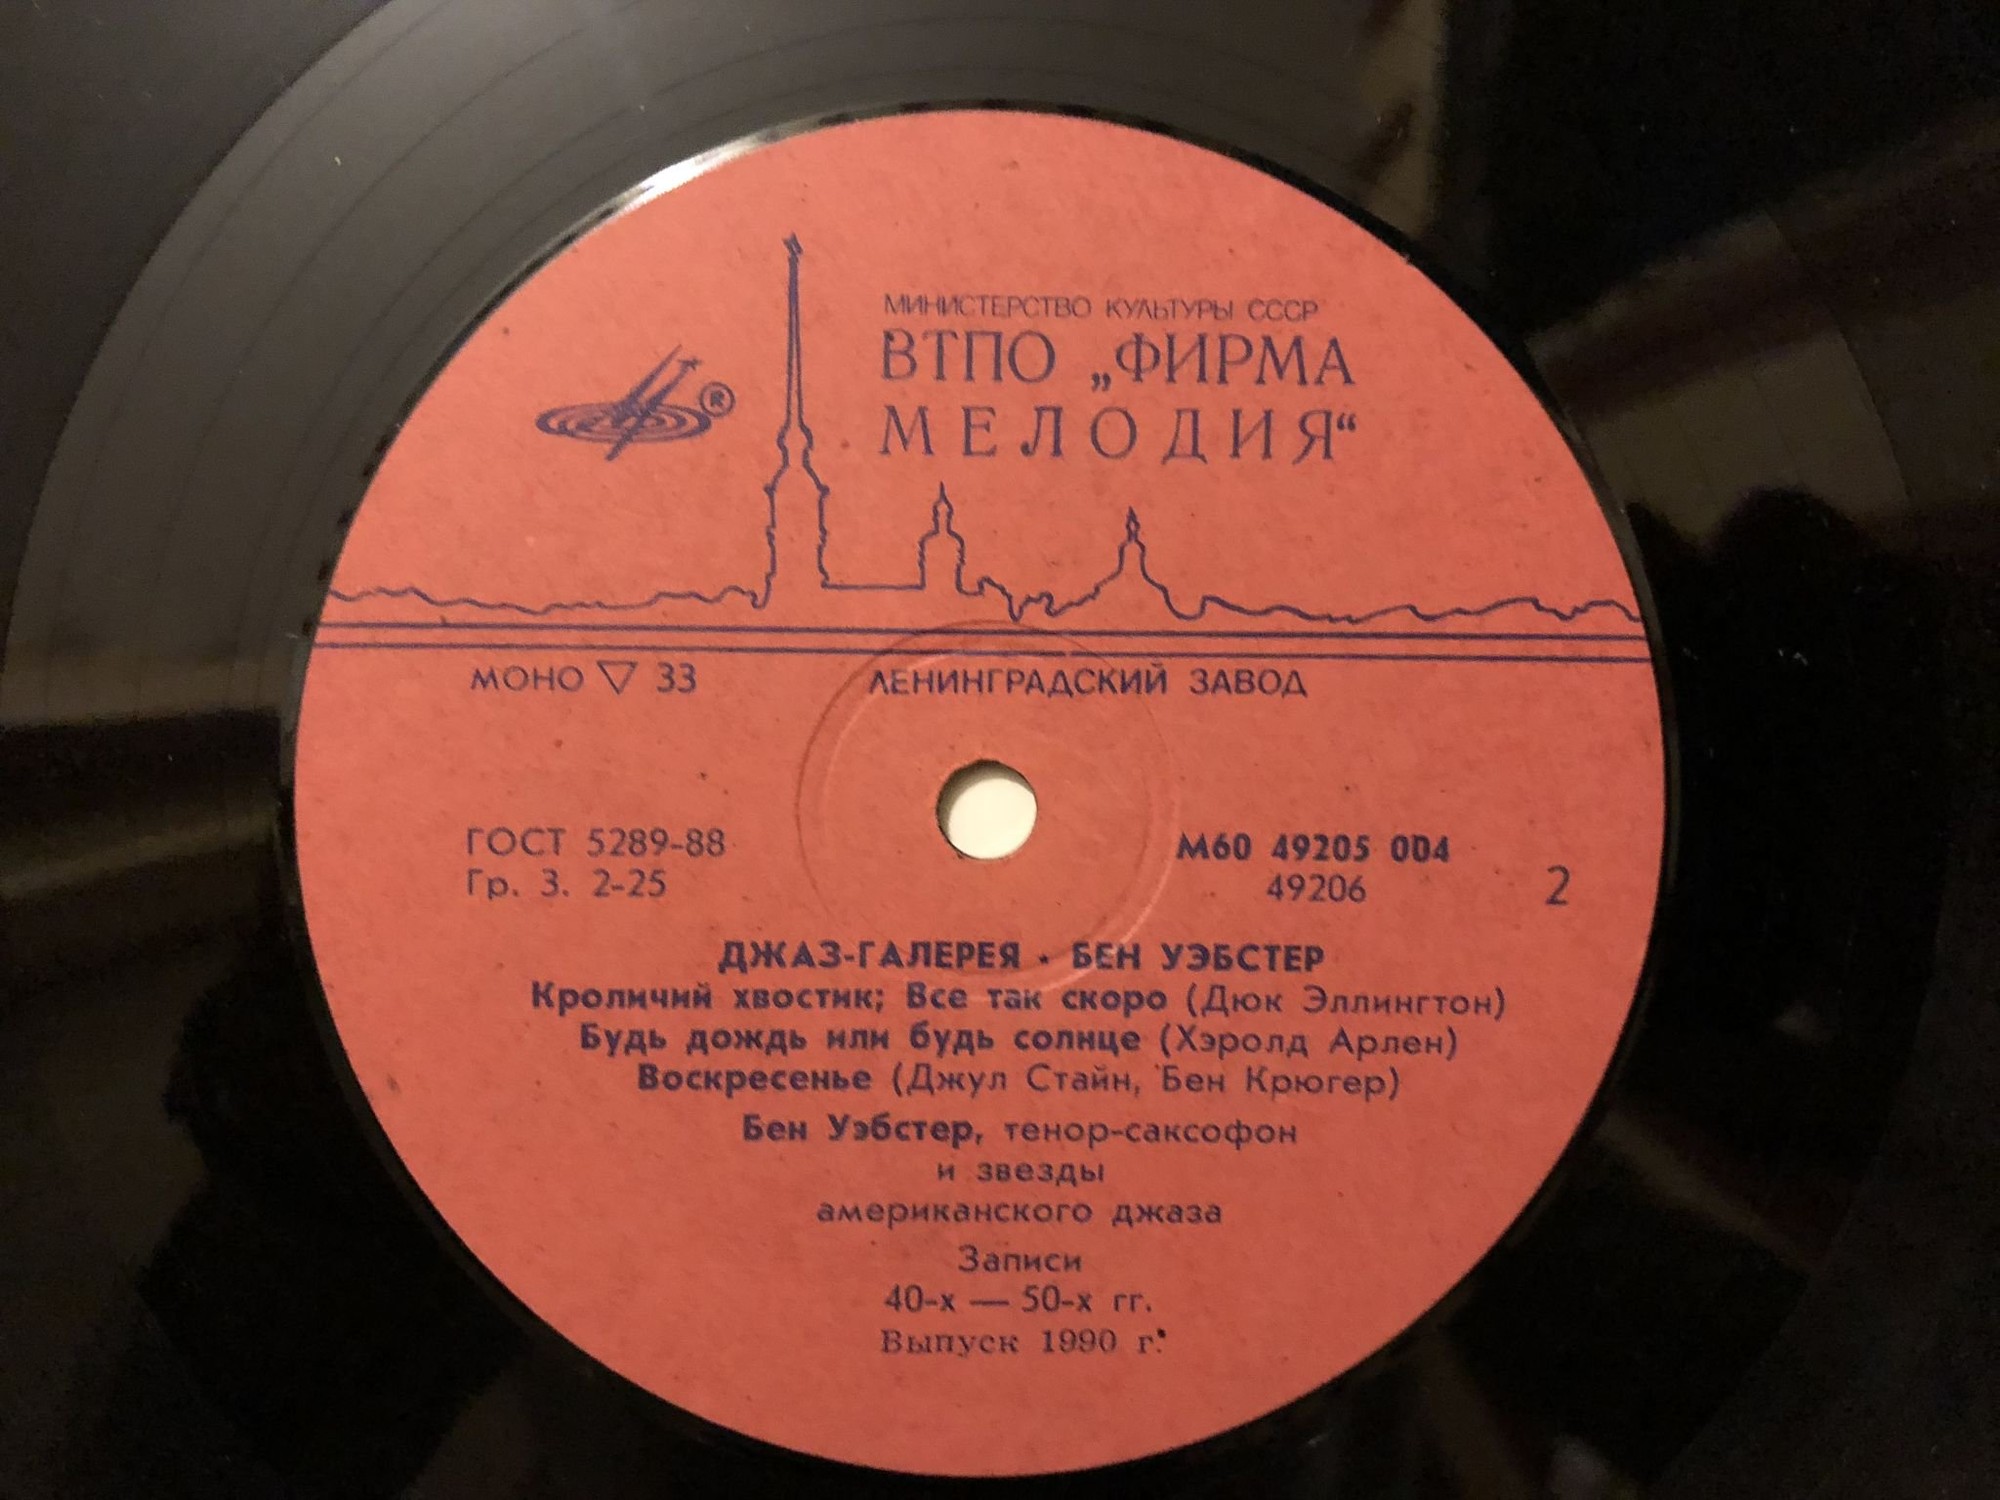 МИНИСТЕРСТВО КУЛЬТУРЫ СССР
ВТПО „ФИРМА
МЕЛОДИЯ“
®
МОНО ▽ 33 ЛЕНИНГРАДСКИЙ ЗАВОД
ГОСТ 5289-88
Гр. 3. 2-25
М60 49205 004
49206
2
ДЖАЗ-ГАЛЕРЕЯ · БЕН УЭБСТЕР
Кроличий хвостик; Все так скоро (Дюк Эллингтон)
Будь дождь или будь солнце (Хэролд Арлен)
Воскресенье (Джул Стайн, Бен Крюгер)
Бен Уэбстер, тенор-саксофон
и звезды
американского джаза
Записи
40-х — 50-х гг.
Выпуск 1990 г.